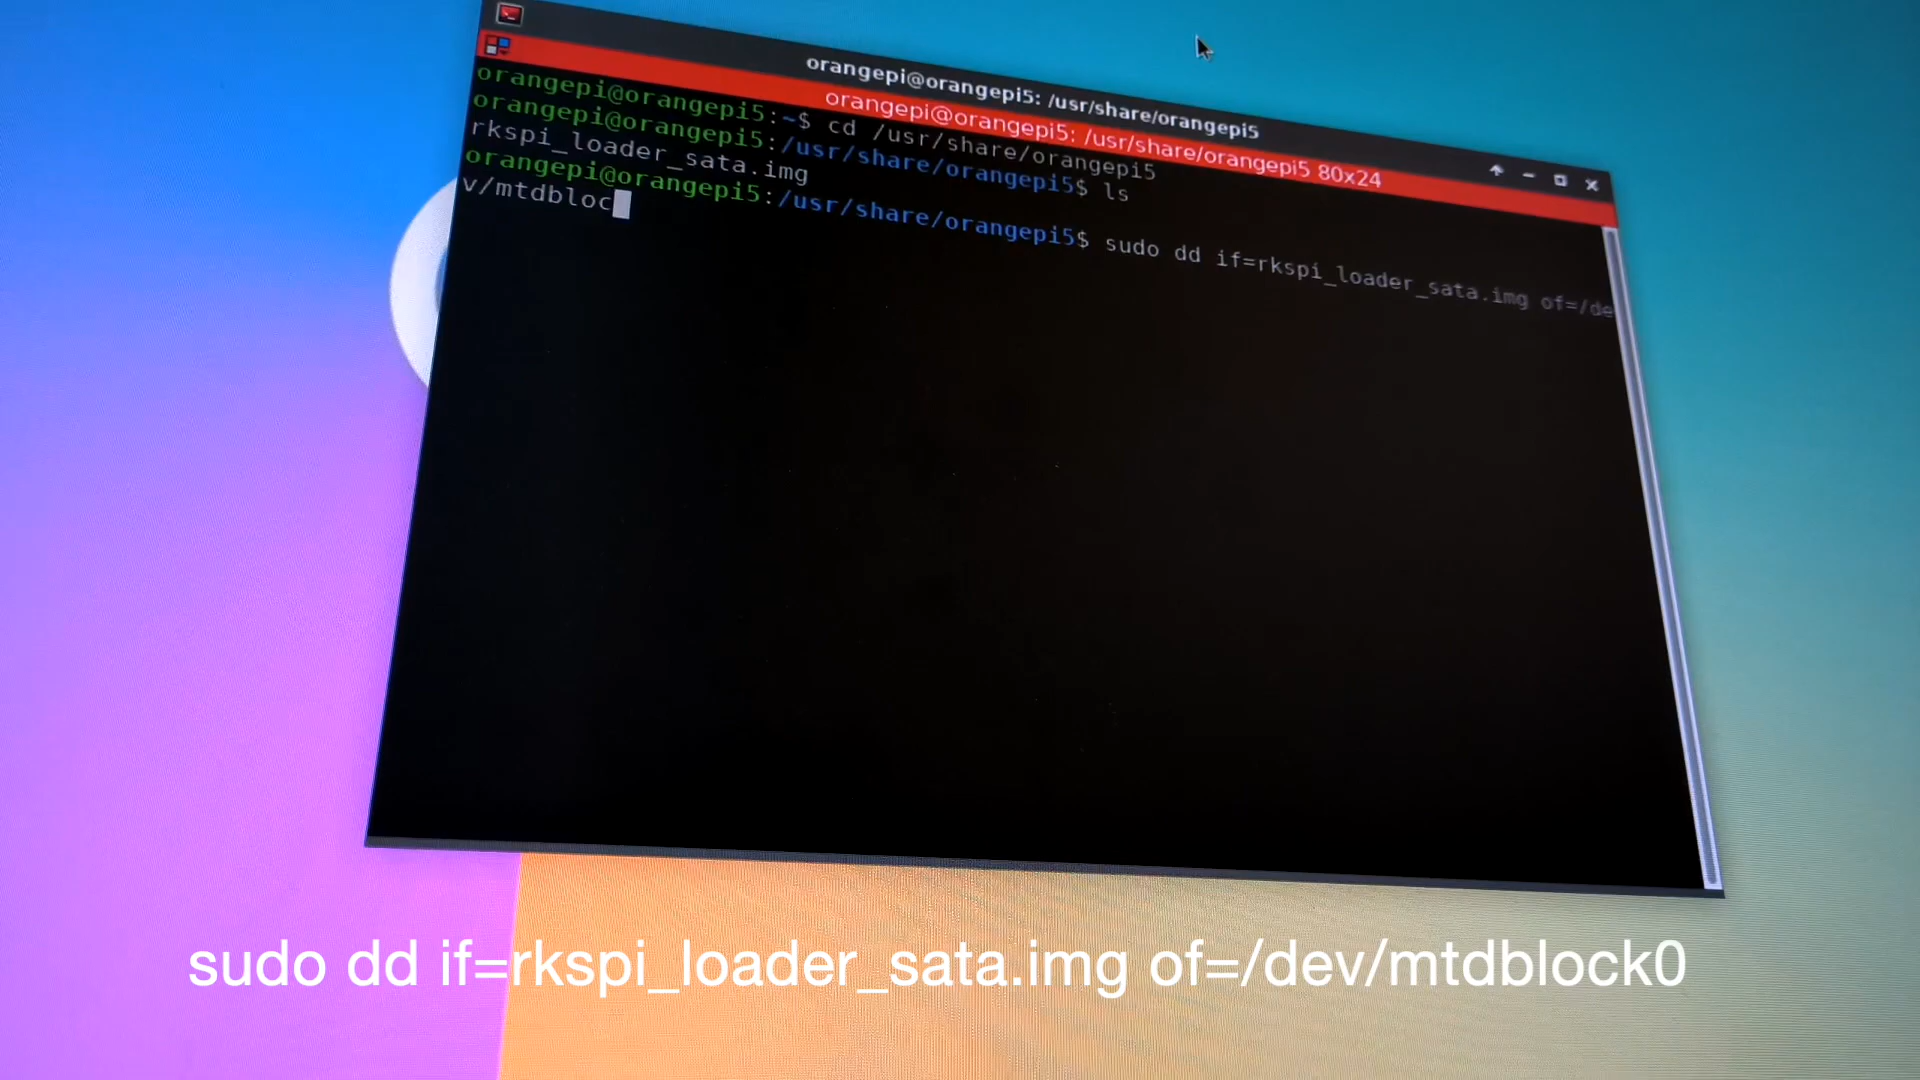 orangepi@orangepi5: /usr/share/orangepi5
orangepi@orangepi5: /usr/share/orangepi5 80x24
orangepi@orangepi5:~$ cd /usr/share/orangepi5
orangepi@orangepi5:/usr/share/orangepi5$ ls
rkspi_loader_sata.img
orangepi@orangepi5:/usr/share/orangepi5$ sudo dd if=rkspi_loader_sata.img of=/de
v/mtdbloc
sudo dd if=rkspi_loader_sata.img of=/dev/mtdblock0